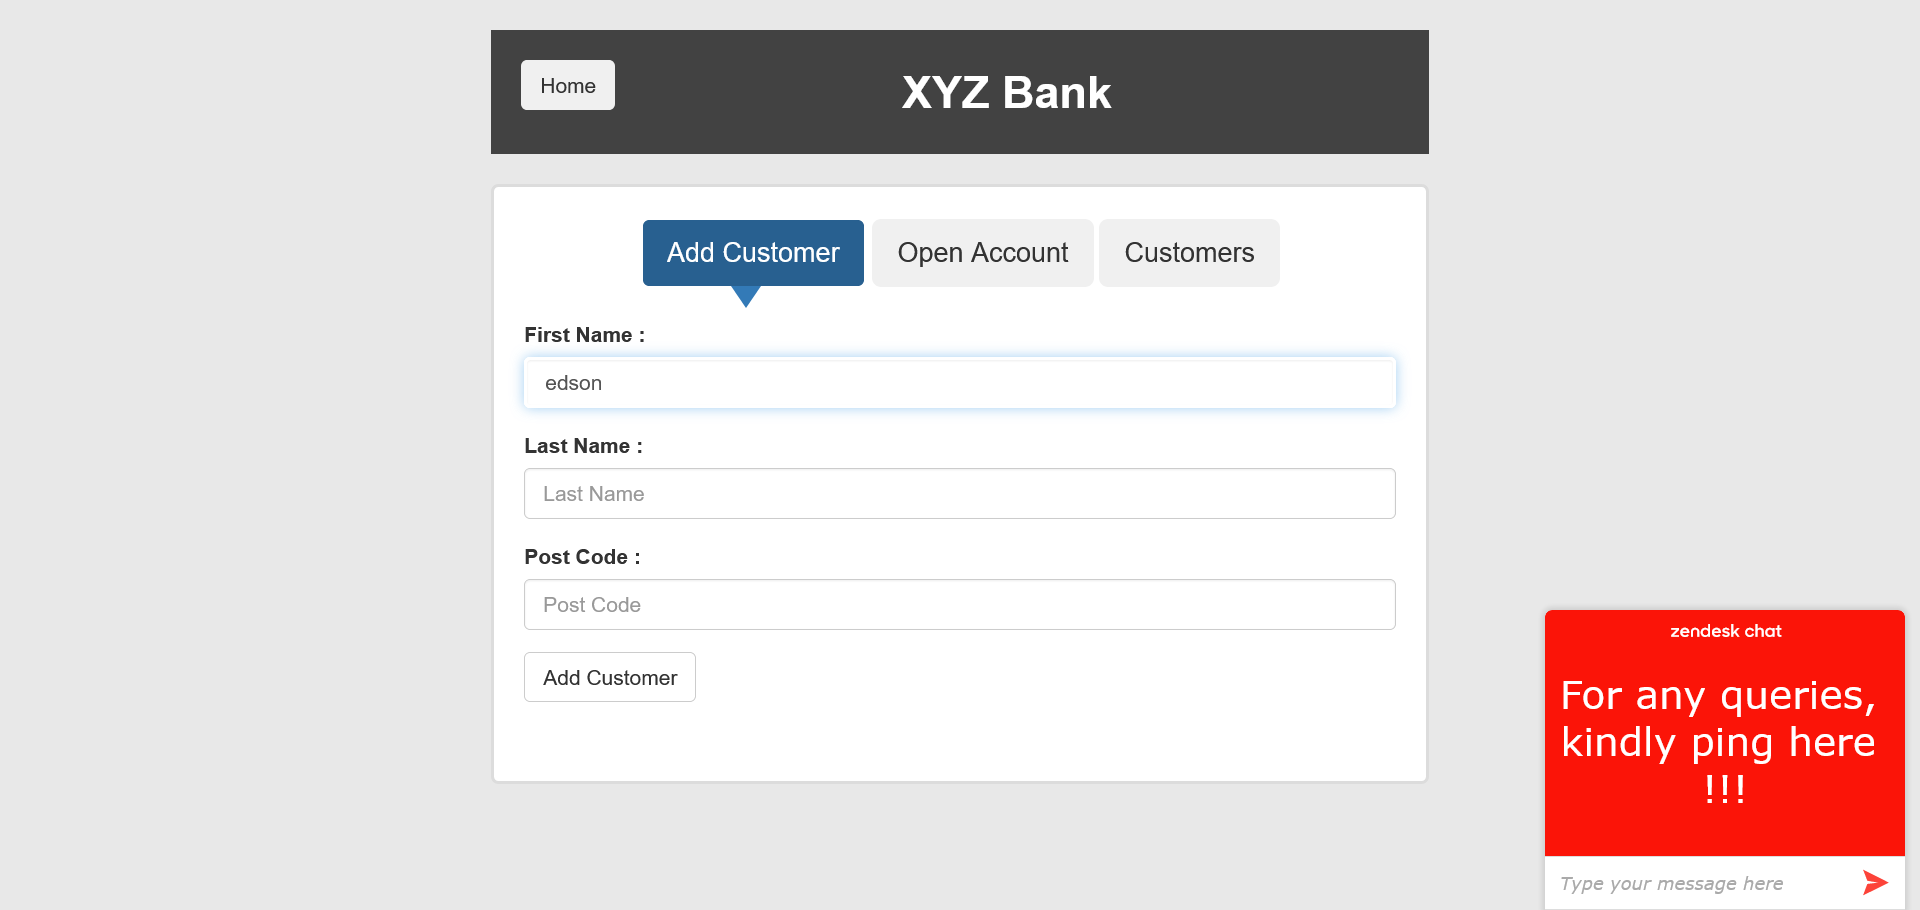 Home
XYZ Bank
Add Customer
Open Account
Customers
First Name :
edson
Last Name :
Last Name
Post Code :
Post Code
Add Customer
zendesk chat
For any queries,
kindly ping here
!!!
Type your message here